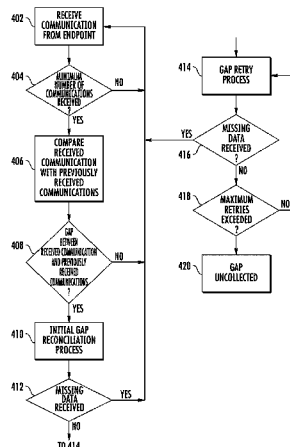 402
RECEIVE
COMMUNICATION
FROM ENDPOINT
404
MINIMUM
NUMBER OF
COMMUNICATIONS
RECEIVED
?
NO
YES
406
COMPARE
RECEIVED
COMMUNICATION
WITH PREVIOUSLY
RECEIVED
COMMUNICATIONS
408
GAP
BETWEEN
RECEIVED COMMUNICATION
AND PREVIOUSLY
RECEIVED
COMMUNICATIONS
?
NO
YES
410
INITIAL GAP
RECONCILIATION
PROCESS
412
MISSING
DATA
RECEIVED
?
YES
NO
TO 414
414
GAP RETRY
PROCESS
YES
MISSING
DATA
RECEIVED
?
416
NO
418
MAXIMUM
RETRIES
EXCEEDED
?
NO
420
GAP
UNCOLLECTED